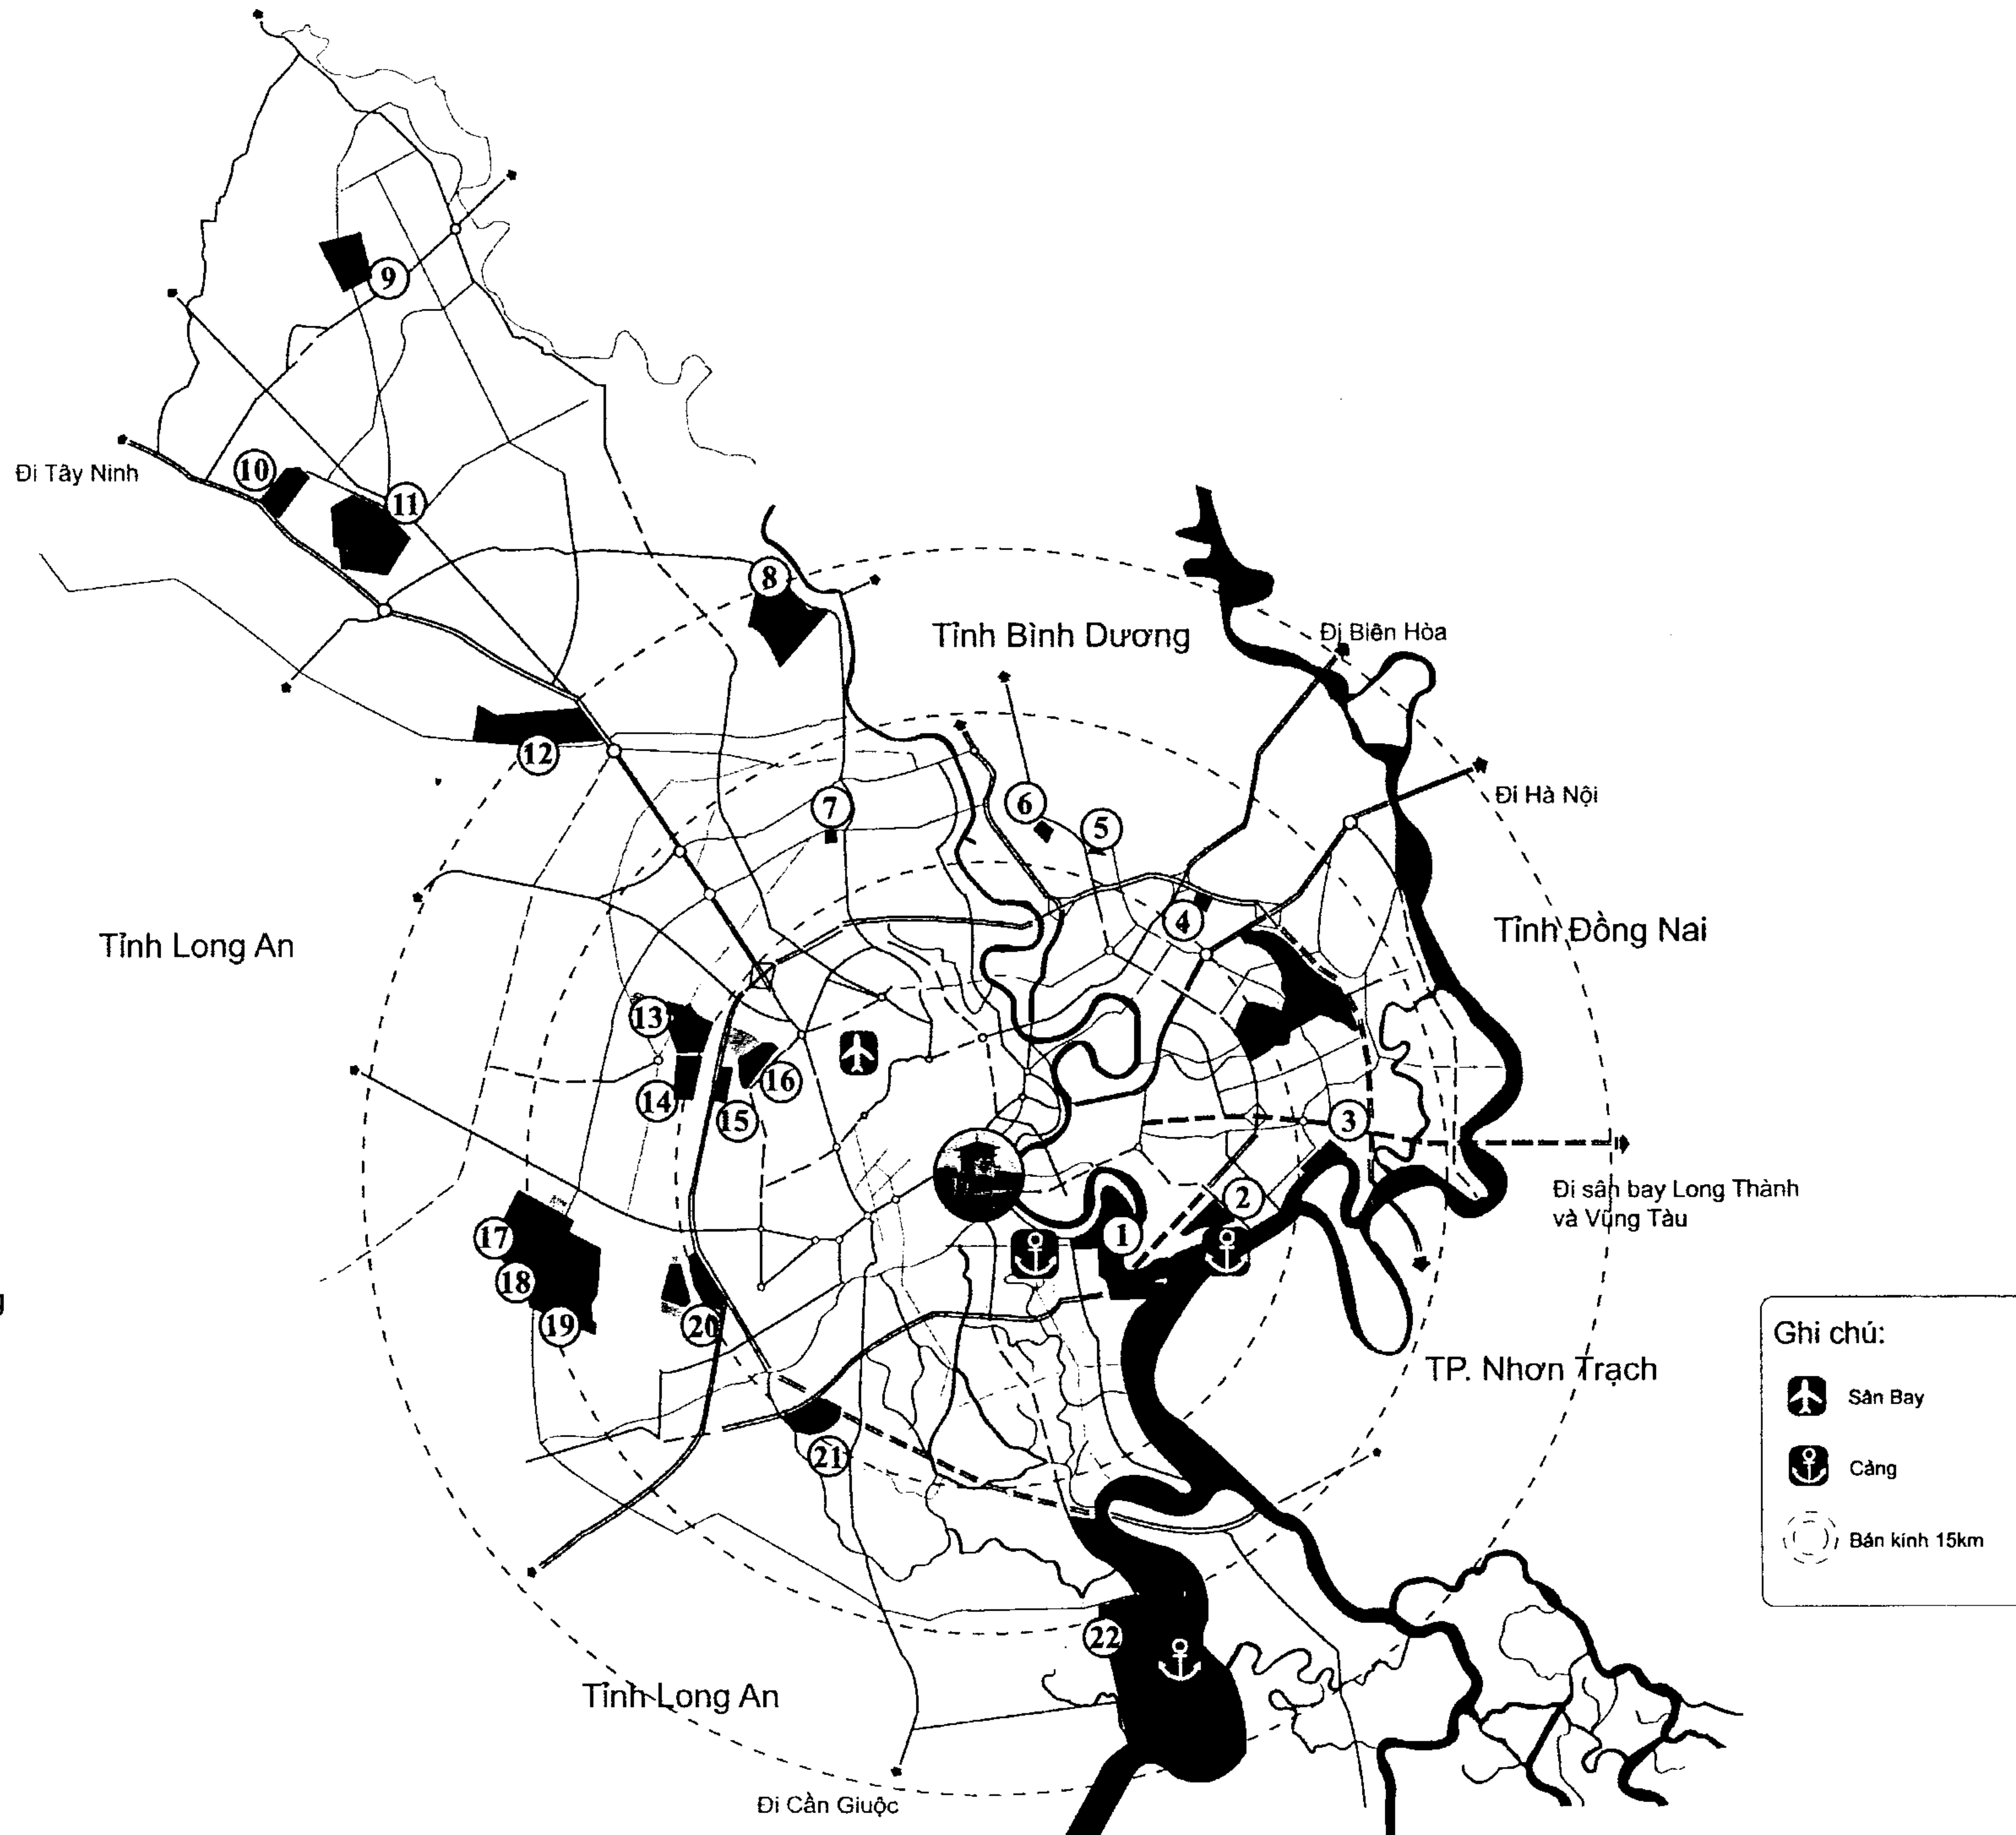 9
10
Đi Tây Ninh
11
8
Tỉnh Bình Dương
Đi Biên Hòa
12
7
6
5
Đi Hà Nội
4
Tỉnh Long An
Tỉnh Đồng Nai
13
16
14
15
3
Đi sân bay Long Thành
và Vũng Tàu
2
1
17
18
19
20
TP. Nhơn Trạch
Ghi chú:
Sân Bay
21
Cảng
Bán kính 15km
22
Tỉnh Long An
Đi Cần Giuộc